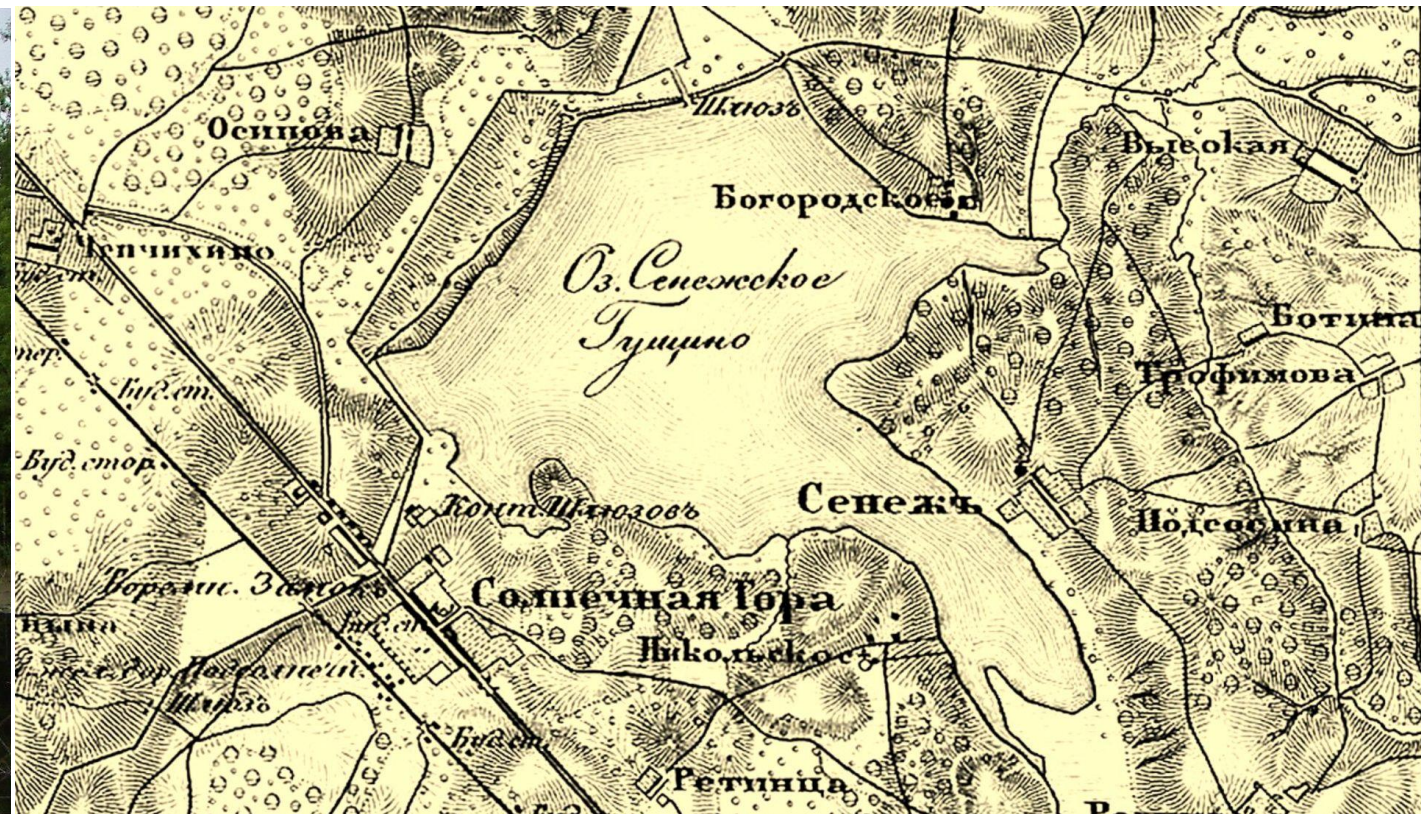 Шлюзъ
Осипова
Высокая
Богородское
Чепчихино
Оз. Сенежское
Гущино
Ботина
Трофимова
Буд. ст.
Буд. стор.
Сенежъ
Конт. Шлюзовъ
Подсосина
Солнечная Гора
Никольское
Шлюзъ
Буд. ст.
Ретинца